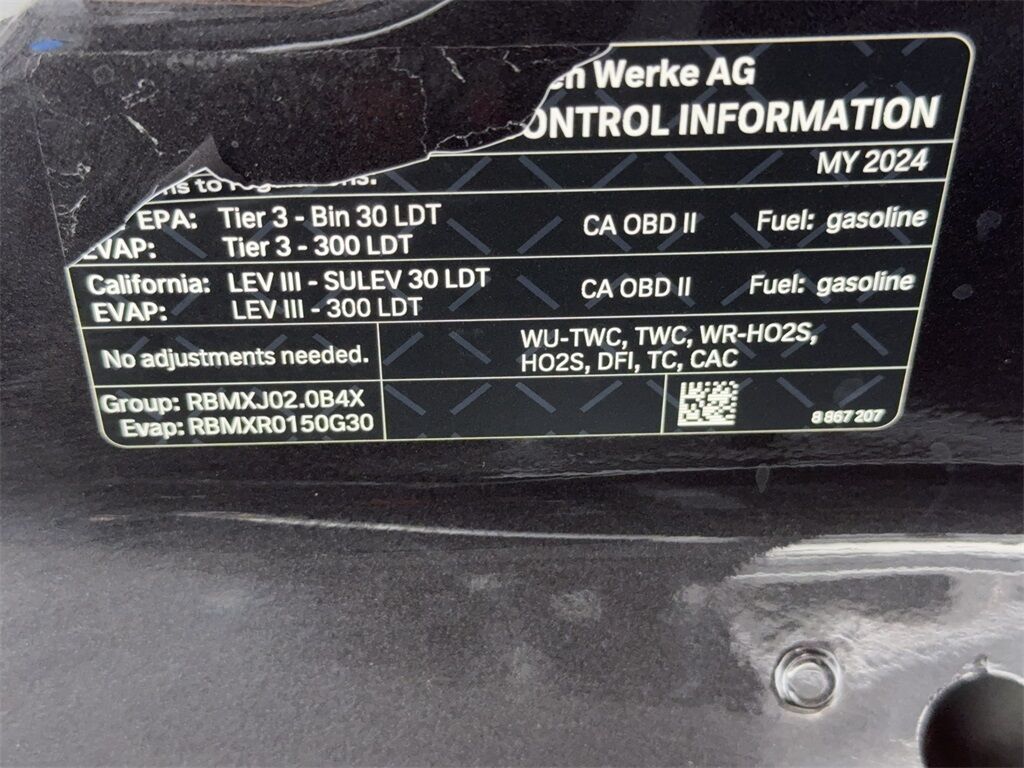 Werke AG
CONTROL INFORMATION
MY 2024
to regulations.
EPA: Tier 3 - Bin 30 LDT CA OBD II Fuel: gasoline
EVAP: Tier 3 - 300 LDT
California: LEV III - SULEV 30 LDT CA OBD II Fuel: gasoline
EVAP: LEV III - 300 LDT
No adjustments needed.
WU-TWC, TWC, WR-HO2S,
HO2S, DFI, TC, CAC
Group: RBMXJ02.0B4X
Evap: RBMXR0150G30
8 867 207